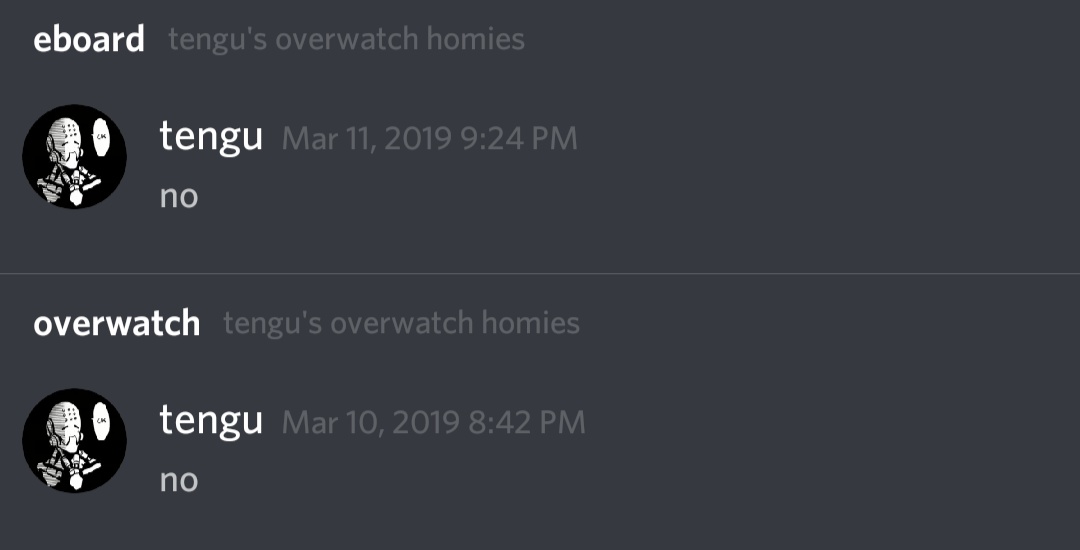 eboard tengu's overwatch homies
tengu Mar 11, 2019 9:24 PM
no
overwatch tengu's overwatch homies
tengu Mar 10, 2019 8:42 PM
no